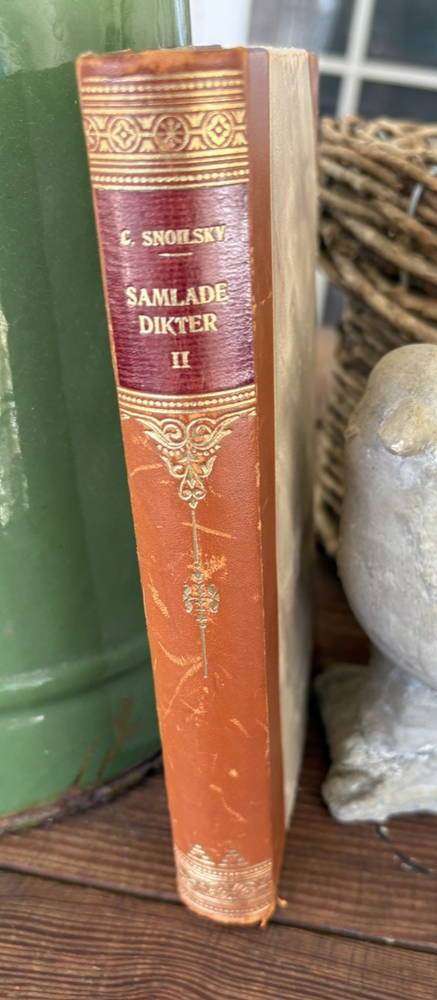 C. SNOILSKY
SAMLADE
DIKTER
II